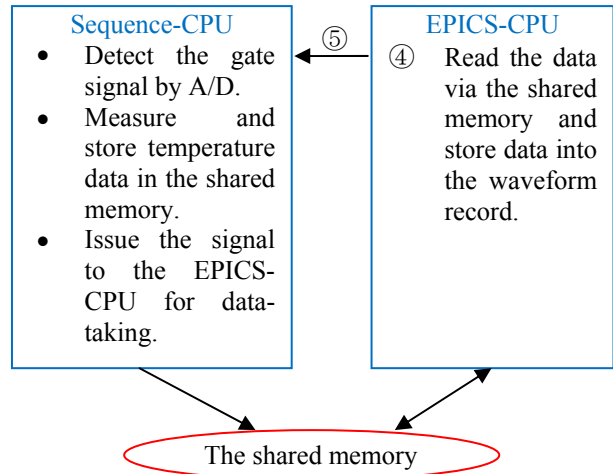 Sequence-CPU
• Detect the gate
signal by A/D.
• Measure and
store temperature
data in the shared
memory.
• Issue the signal
to the EPICS-
CPU for data-
taking.
⑤
EPICS-CPU
④ Read the data
via the shared
memory and
store data into
the waveform
record.
The shared memory